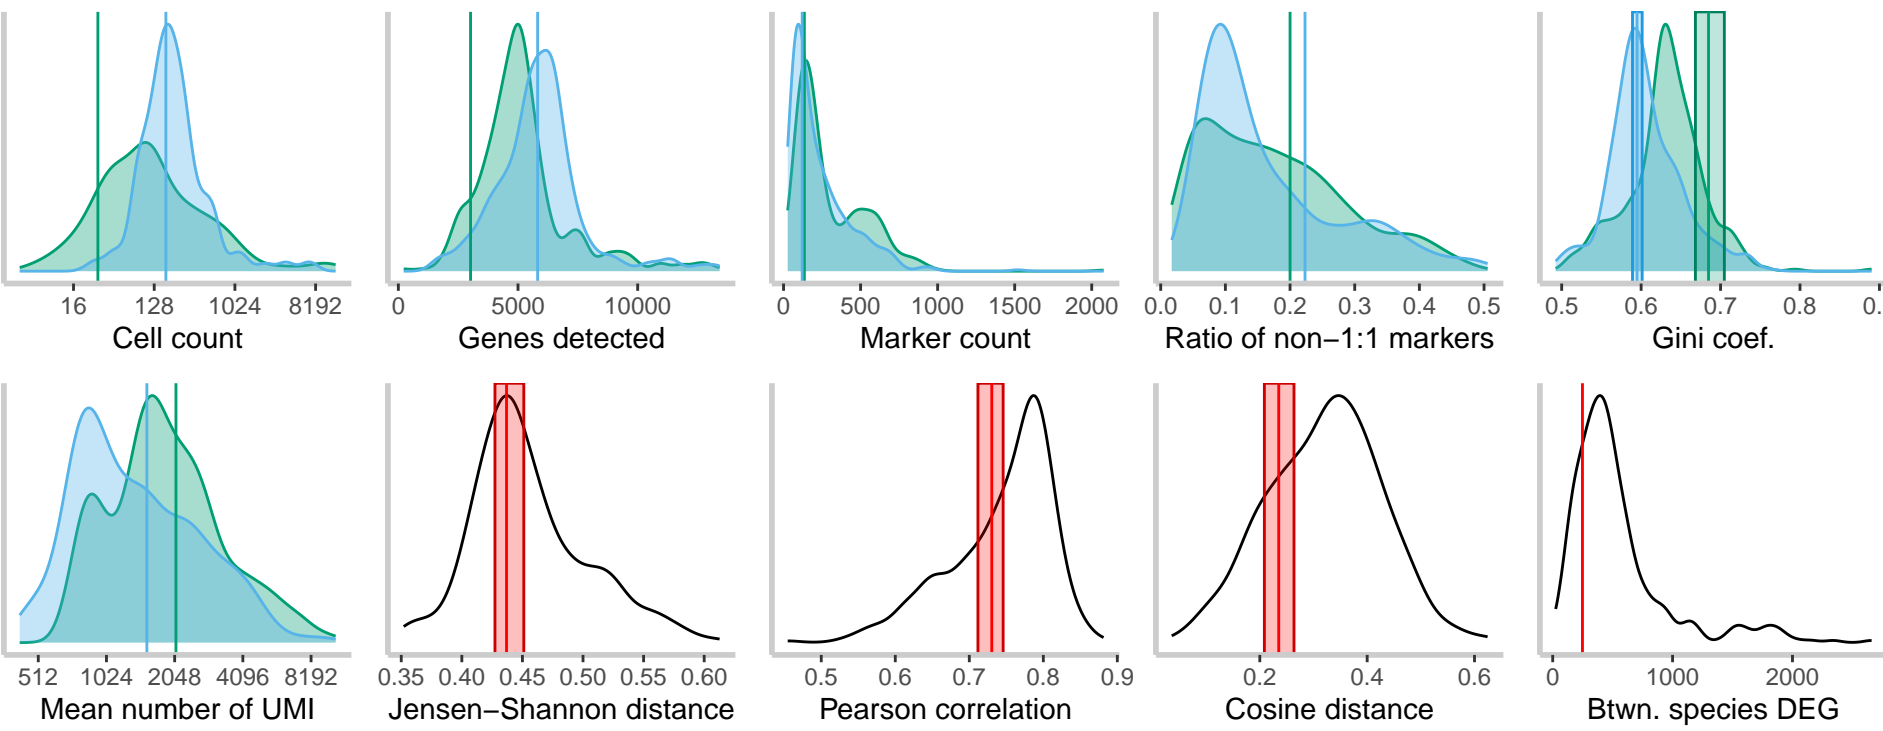 16 128 1024 8192
Cell count
0 5000 10000
Genes detected
0 500 1000 1500 2000
Marker count
0.0 0.1 0.2 0.3 0.4 0.5
Ratio of non−1:1 markers
0.5 0.6 0.7 0.8 0.
Gini coef.
512 1024 2048 4096 8192
Mean number of UMI
0.35 0.40 0.45 0.50 0.55 0.60
Jensen−Shannon distance
0.5 0.6 0.7 0.8 0.9
Pearson correlation
0.2 0.4 0.6
Cosine distance
0 1000 2000
Btwn. species DEG